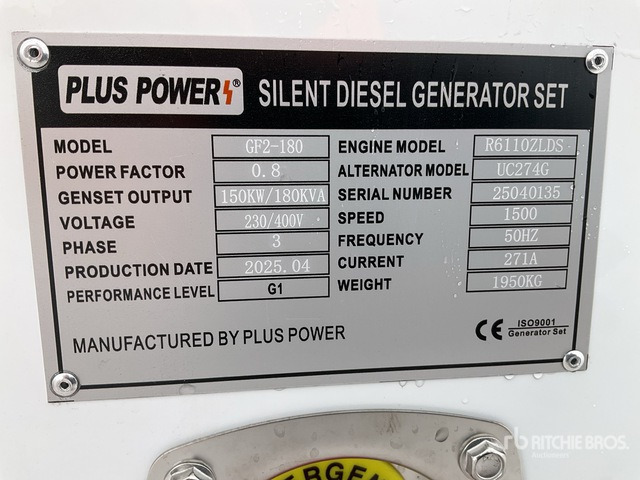 PLUS POWER® SILENT DIESEL GENERATOR SET
MODEL GF2-180
POWER FACTOR 0.8
GENSET OUTPUT 150KW/180KVA
VOLTAGE 230/400V
PHASE 3
PRODUCTION DATE 2025.04
PERFORMANCE LEVEL G1
ENGINE MODEL R6110ZLDS
ALTERNATOR MODEL UC274G
SERIAL NUMBER 25040135
SPEED 1500
FREQUENCY 50HZ
CURRENT 271A
WEIGHT 1950KG
MANUFACTURED BY PLUS POWER
CE ISO9001
Generator Set
rb RITCHIE BROS.
Auctioneers